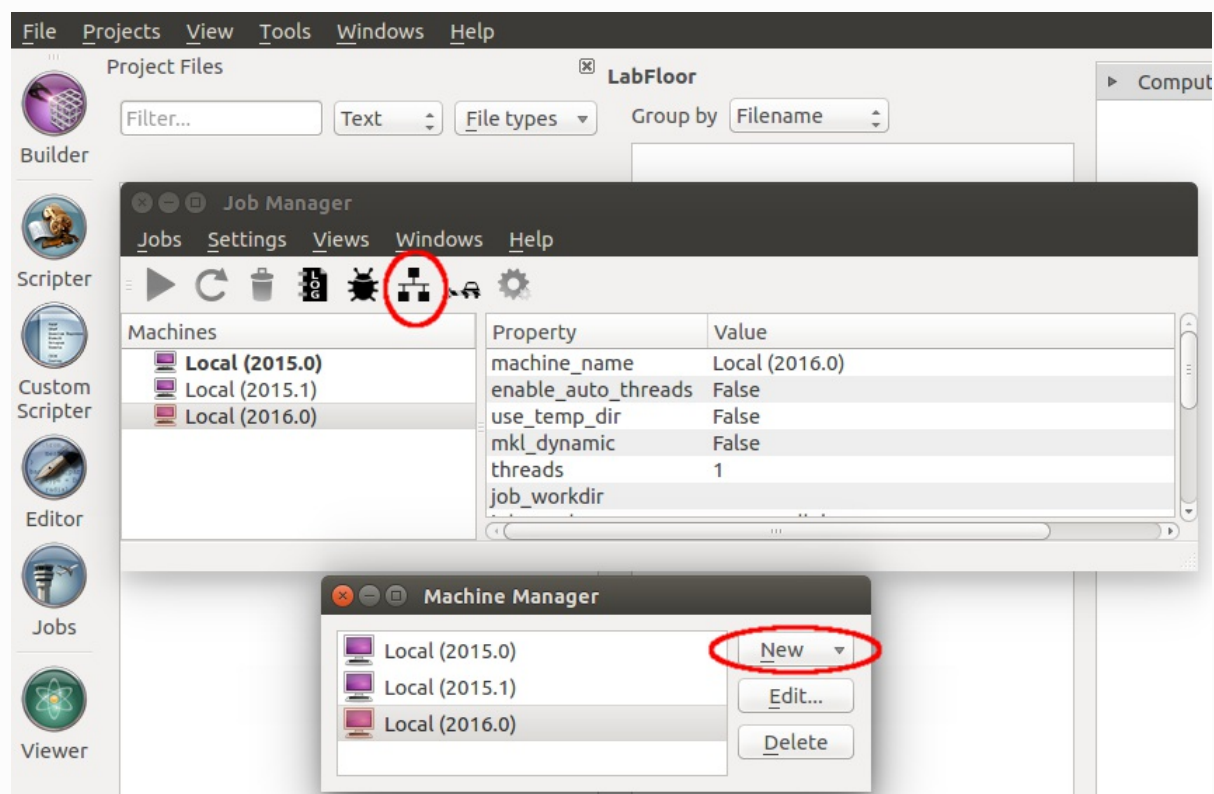 File Projects View Tools Windows Help
Project Files
LabFloor
Comput
Filter...
Text
File types
Group by Filename
Builder
Scripter
Custom
Scripter
Editor
Jobs
Viewer
Job Manager
Jobs Settings Views Windows Help
LOG
Machines
Local (2015.0)
Local (2015.1)
Local (2016.0)
Property Value
machine_name Local (2016.0)
enable_auto_threads False
use_temp_dir False
mkl_dynamic False
threads 1
job_workdir
Machine Manager
Local (2015.0)
Local (2015.1)
Local (2016.0)
New
Edit...
Delete